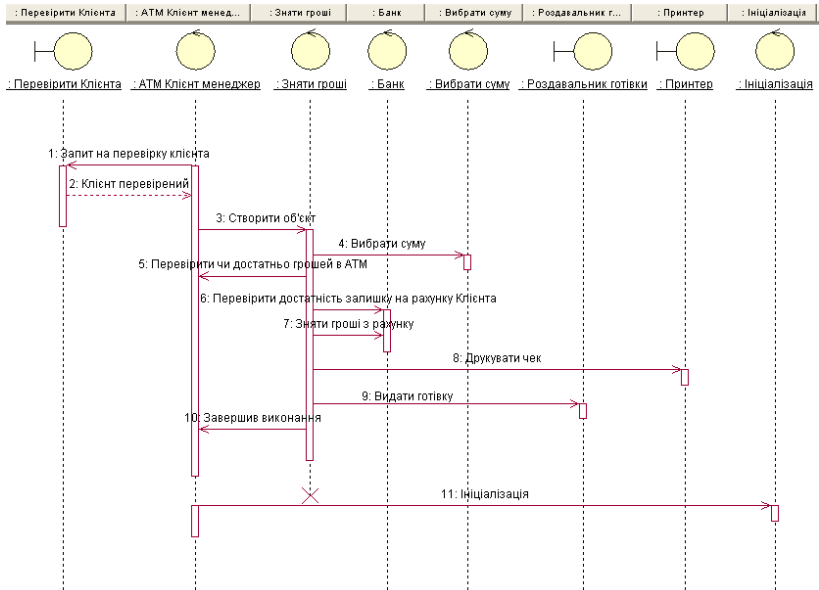 : Перевірити Клієнта
: АТМ Клієнт менед...
: Зняти гроші
: Банк
: Вибрати суму
: Роздавальник г...
: Принтер
: Ініціалізація
: Перевірити Клієнта
: АТМ Клієнт менеджер
: Зняти гроші
: Банк
: Вибрати суму
: Роздавальник готівки
: Принтер
: Ініціалізація
1: Запит на перевірку клієнта
2: Клієнт перевірений
3: Створити об'єкт
4: Вибрати суму
5: Перевірити чи достатньо грошей в АТМ
6: Перевірити достатність залишку на рахунку Клієнта
7: Зняти гроші з рахунку
8: Друкувати чек
9: Видати готівку
10: Завершив виконання
11: Ініціалізація